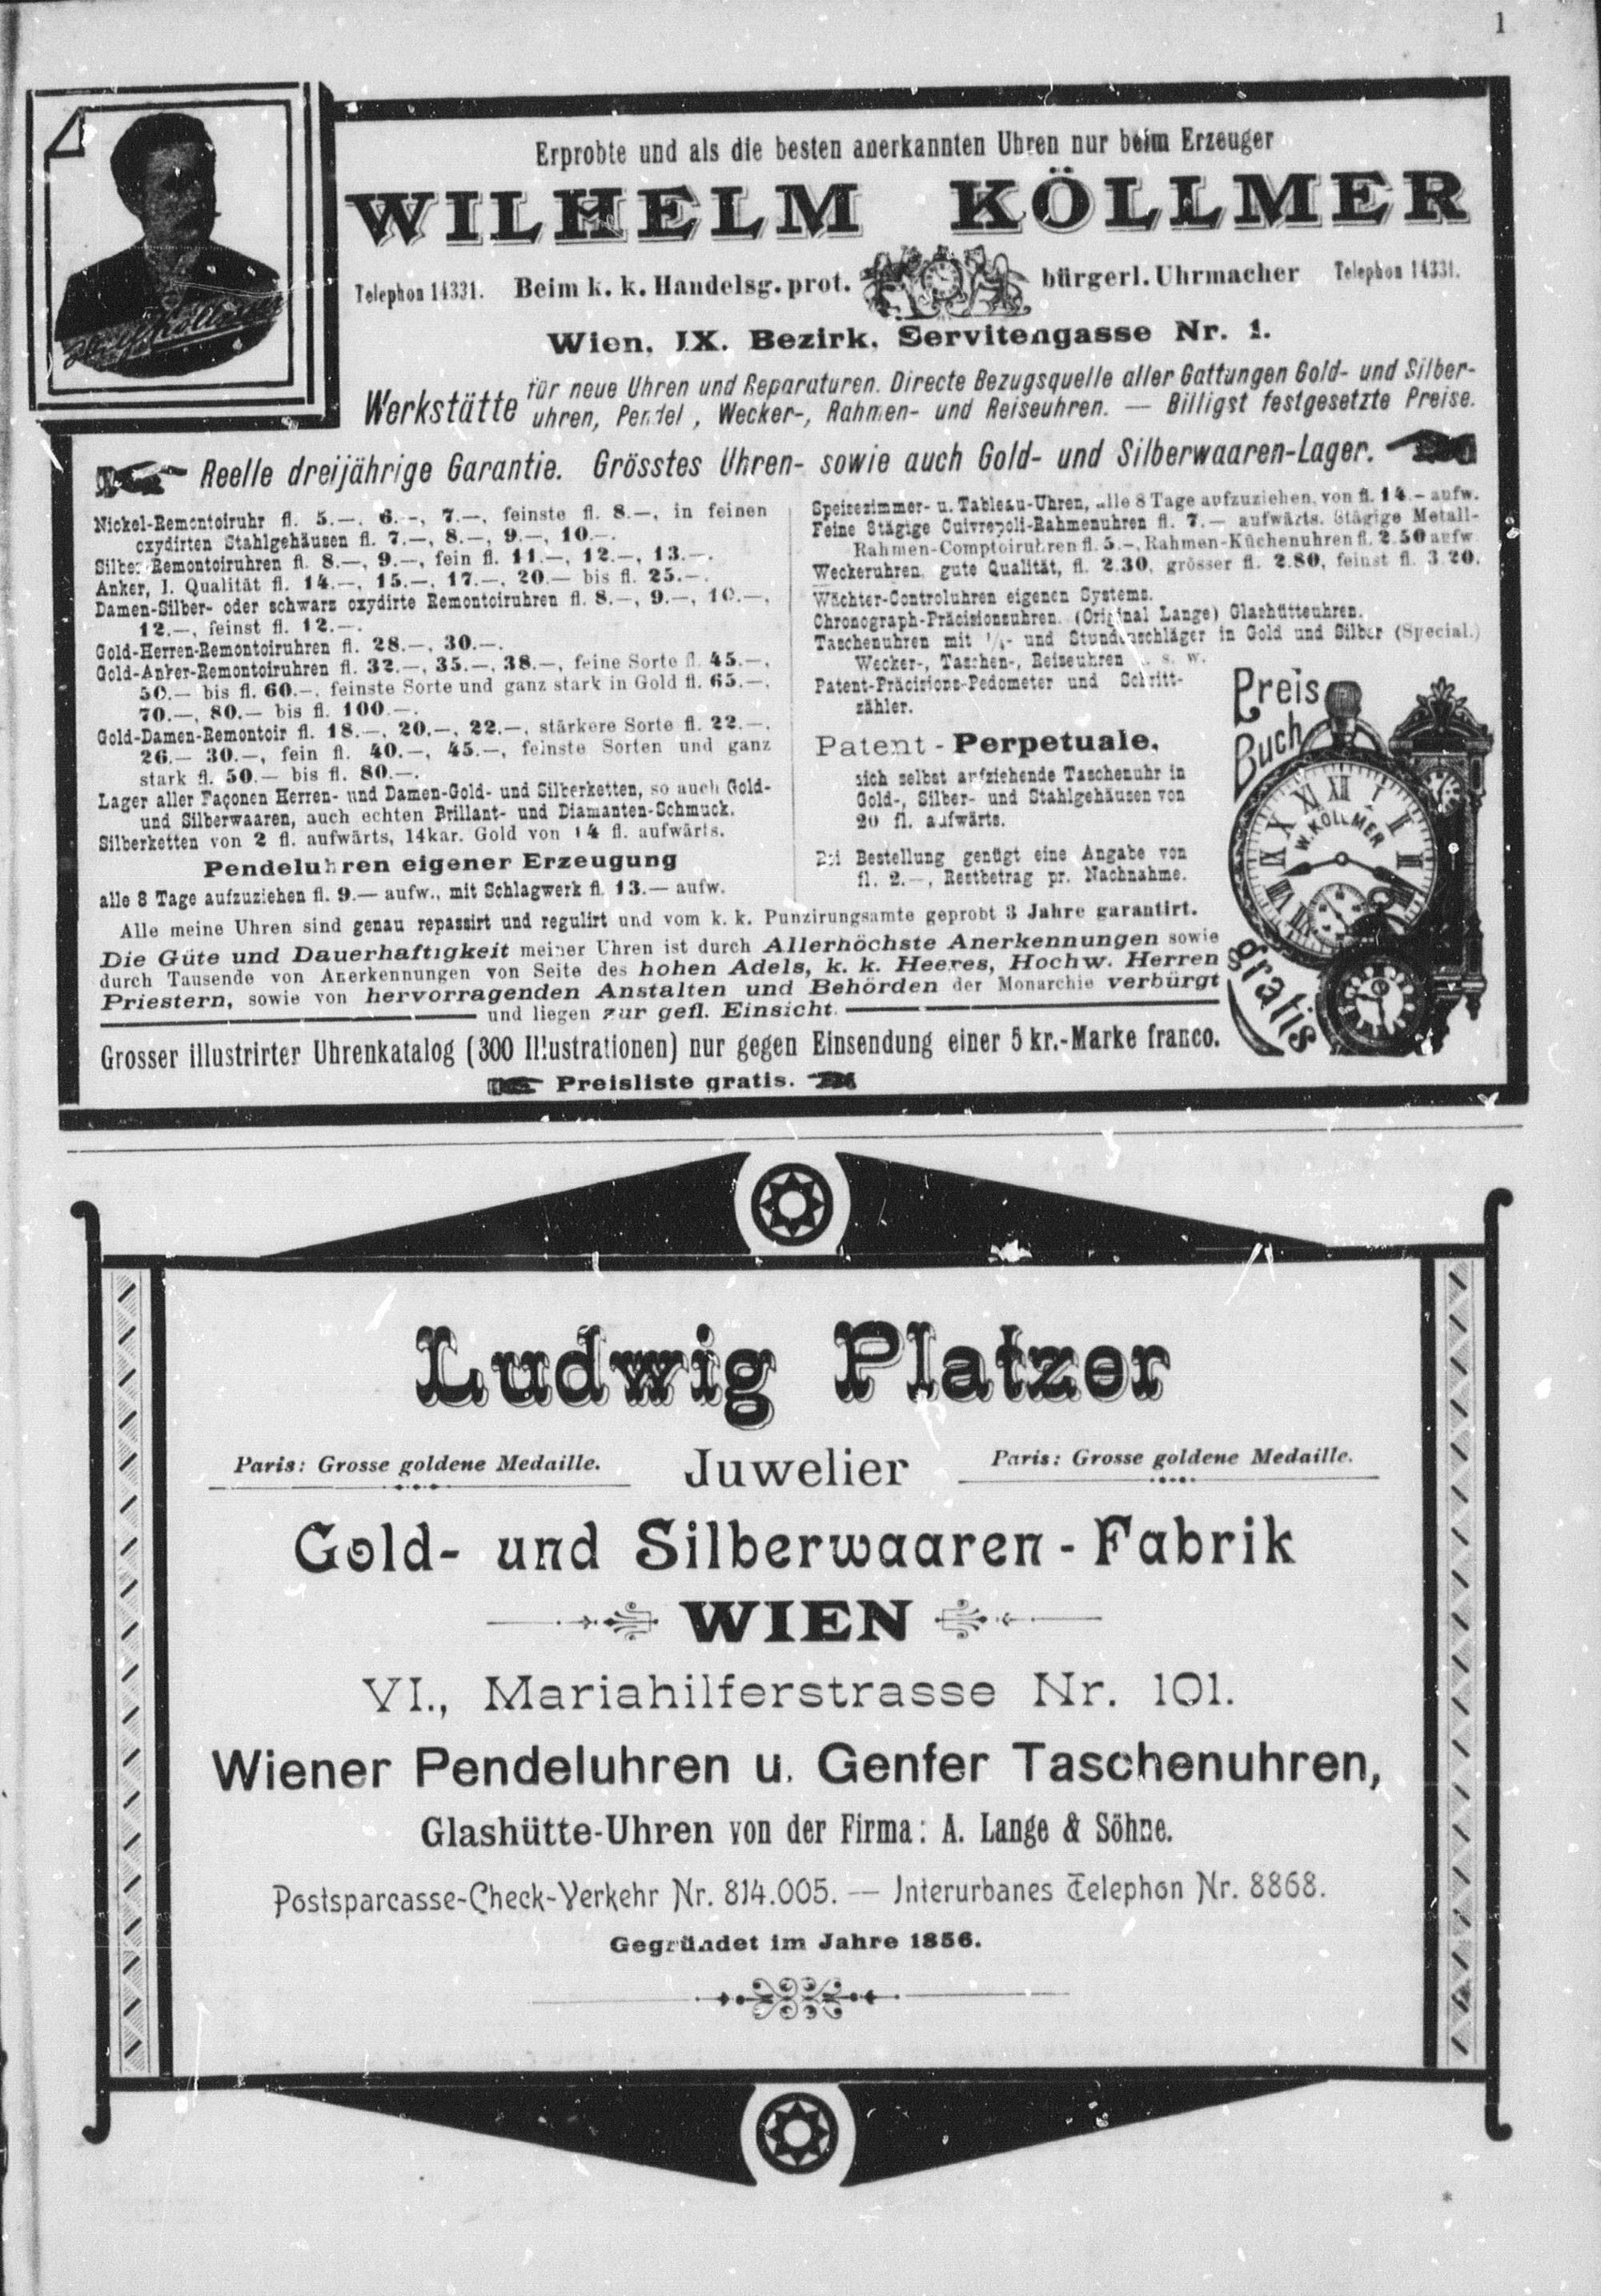 1
Erprobte und als die besten anerkannten Uhren nur beim Erzeuger
WILHELM KÖLLMER
Telephon 14331. Beim k. k. Handelsg. prot. bürgerl. Uhrmacher Telephon 14331.
Wien, IX. Bezirk, Servitengasse Nr. 1.
Werkstätte für neue Uhren und Reparaturen. Directe Bezugsquelle aller Gattungen Gold- und Silber-
uhren, Pendel, Wecker-, Rahmen- und Reiseuhren. — Billigst festgesetzte Preise.
Reelle dreijährige Garantie. Grösstes Uhren- sowie auch Gold- und Silberwaaren-Lager.
Nickel-Remontoiruhr fl. 5.—, 6.—, 7.—, feinste fl. 8.—, in feinen
oxydirten Stahlgehäusen fl. 7.—, 8.—, 9.—, 10.—.
Silber Remontoiruhren fl. 8.—, 9.—, fein fl. 11.—, 12.—, 13.—.
Anker, I. Qualität fl. 14.—, 15.—, 17.—, 20.— bis fl. 25.—.
Damen-Silber- oder schwarz oxydirte Remontoiruhren fl. 8.—, 9.—, 10.—,
12.—, feinst fl. 12.—.
Gold-Herren-Remontoiruhren fl. 28.—, 30.—.
Gold-Anker-Remontoiruhren fl. 32.—, 35.—, 38.—, feine Sorte fl. 45.—,
50.— bis fl. 60.—, feinste Sorte und ganz stark in Gold fl. 65.—,
70.—, 80.— bis fl. 100.—.
Gold-Damen-Remontoir fl. 18.—, 20.—, 22.—, stärkere Sorte fl. 22.—,
26.— 30.—, fein fl. 40.—, 45.—, feinste Sorten und ganz
stark fl. 50.— bis fl. 80.—.
Lager aller Façonen Herren- und Damen-Gold- und Silberketten, so auch Gold-
und Silberwaaren, auch echten Brillant- und Diamanten-Schmuck.
Silberketten von 2 fl. aufwärts, 14kar. Gold von 14 fl. aufwärts.
Pendeluhren eigener Erzeugung
alle 8 Tage aufzuziehen fl. 9.— aufw., mit Schlagwerk fl. 13.— aufw.
Speisezimmer- u. Tableau-Uhren, alle 8 Tage aufzuziehen, von fl. 14.— aufw.
Feine 8tägige Cuivrepoli-Rahmenuhren fl. 7.— aufwärts. 8tägige Metall-
Rahmen-Comptoiruhren fl. 5.—, Rahmen-Küchenuhren fl. 2.50 aufw
Weckeruhren, gute Qualität, fl. 2.30, grösser fl. 2.80, feinst fl. 3.20.
Wächter-Controluhren eigenen Systems.
Chronograph-Präcisionsuhren. (Original Lange) Glashütteuhren.
Taschenuhren mit 1/4- und Stundenschläger in Gold und Silber (Special.)
Wecker-, Taschen-, Reiseuhren u. s. w.
Patent-Präcisions-Pedometer und Schritt-
zähler.
Patent-Perpetuale,
sich selbst aufziehende Taschenuhr in
Gold-, Silber- und Stahlgehäusen von
20 fl. aufwärts.
Bei Bestellung genügt eine Angabe von
fl. 2.—, Restbetrag pr. Nachnahme.
Preis
Buch
W. KÖLLMER
gratis
Alle meine Uhren sind genau repassirt und regulirt und vom k. k. Punzirungsamte geprobt 3 Jahre garantirt.
Die Güte und Dauerhaftigkeit meiner Uhren ist durch Allerhöchste Anerkennungen sowie
durch Tausende von Anerkennungen von Seite des hohen Adels, k. k. Heeres, Hochw. Herren
Priestern, sowie von hervorragenden Anstalten und Behörden der Monarchie verbürgt
und liegen zur gefl. Einsicht.
Grosser illustrirter Uhrenkatalog (300 Illustrationen) nur gegen Einsendung einer 5 kr.-Marke franco.
Preisliste gratis.
Ludwig Platzer
Paris: Grosse goldene Medaille. Juwelier Paris: Grosse goldene Medaille.
Gold- und Silberwaaren-Fabrik
WIEN
VI., Mariahilferstrasse Nr. 101.
Wiener Pendeluhren u. Genfer Taschenuhren,
Glashütte-Uhren von der Firma: A. Lange & Söhne.
Postsparcasse-Check-Verkehr Nr. 814.005. — Interurbanes Telephon Nr. 8868.
Gegründet im Jahre 1856.
*